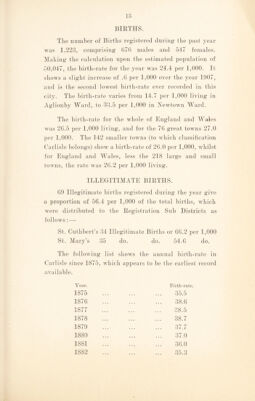 15
BIRTHS.
The number of Births registered during the past year
was 1,223, comprising 676 males and 547 females.
Making the calculation upon the estimated population of
50,047, the birth-rate for the year was 24.4 per 1,000. It
shows a slight increase of .6 per 1,000 over the year 1907,
and is the second lowest birth-rate ever recorded in this
city. The birth-rate varies from 14.7 per 1,000 living in
Aglionby Ward, to 33.5 per 1,000 in Newtown Ward.
The birth-rate for the whole of England and Wales
was 26.5 per 1,000 living, and for the 76 great towns 27.0
per 1,000. The 142 smaller towns (to which classification
Carlisle belongs) show a birth-rate of 26.0 per 1,000, whilst
for England and Wales, less the 218 large and small
towns, the rate was 26.2 per 1,000 living.
ILLEGITIMATE BIRTHS.
69 Illegitimate births registered during the year give
a proportion of 56.4 per 1,000 of the total births, which
were distributed to the Registration Sub Districts as
follows:—
St. Cuthbert's 34 Illegitimate Births or 66.2 per 1,000
St. Mary's 35 do. do. 54.6 do.
The following list shows the annual birth-rate in
Carlisle since 1875, which appears to be the earliest record
available.
Year. Birth-rate.
1875 ... ... ... 35.5
1876 ... ... ... 38.6
1877 ... ... ... 38.5
1878 ... ... ... 38.7
1879 ... ... ... 37.7
1880 ... ... ... 37.0
1881 ... ... ... 36.0
1882 ... ... ... 35.3